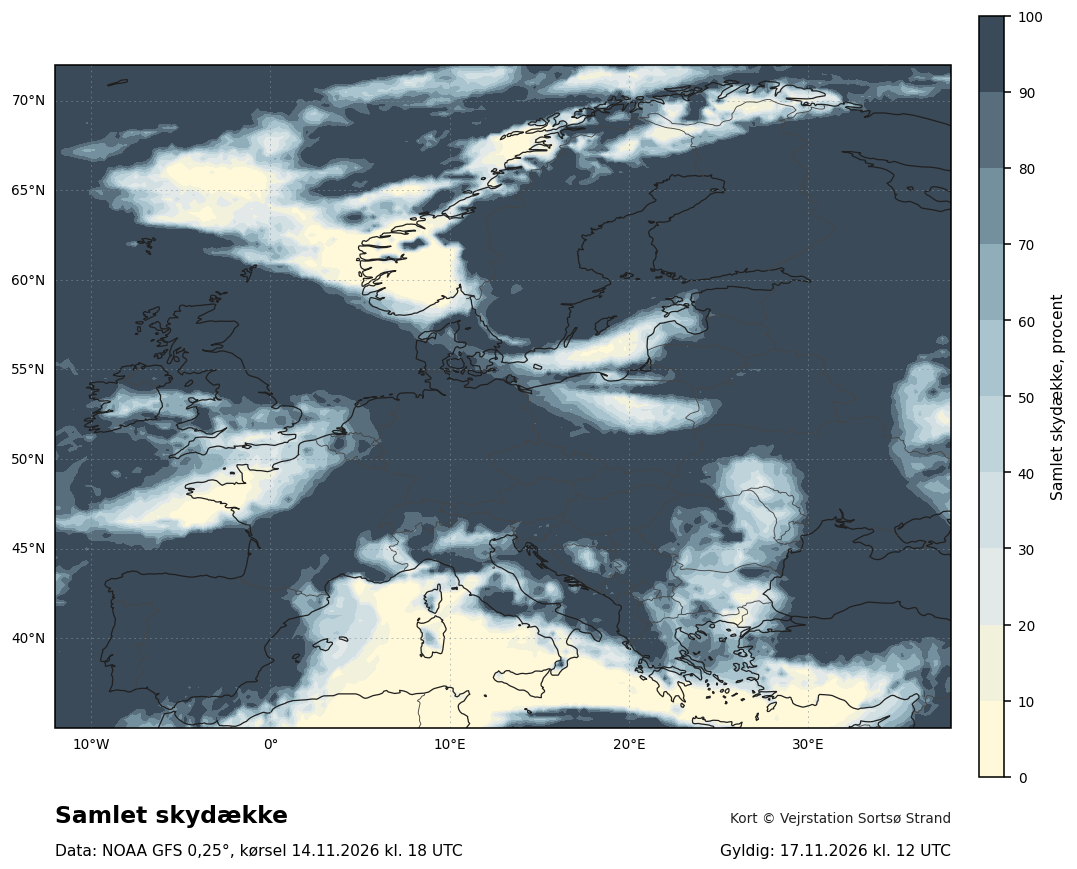 70°N
65°N
60°N
55°N
50°N
45°N
40°N
10°W
0°
10°E
20°E
30°E
100
90
80
70
60
50
40
30
20
10
0
Samlet skydække, procent
Samlet skydække
Kort © Vejrstation Sortsø Strand
Data: NOAA GFS 0,25°, kørsel 14.11.2026 kl. 18 UTC
Gyldig: 17.11.2026 kl. 12 UTC